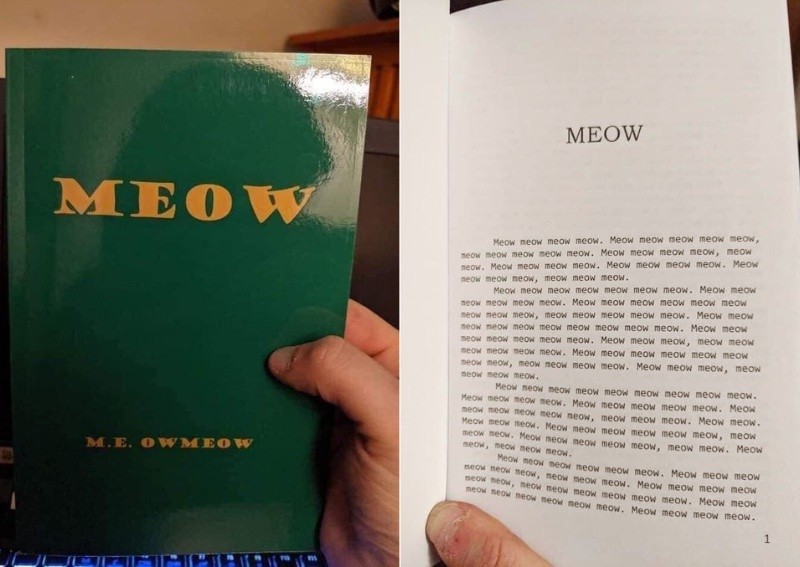 MEOW
M.E. OWMEOW
MEOW
Meow meow meow meow. Meow meow meow meow meow,
meow meow meow meow meow. Meow meow meow meow, meow
meow. Meow meow meow meow. Meow meow meow meow. Meow
meow meow meow, meow meow meow.
Meow meow meow meow meow meow meow. Meow meow
meow meow meow meow. Meow meow meow meow meow meow
meow meow meow, meow meow meow meow meow. Meow meow
meow meow meow meow meow meow meow meow. Meow meow
meow meow meow meow meow. Meow meow meow, meow meow
meow meow meow meow. Meow meow meow meow meow meow
meow meow, meow meow meow meow. Meow meow meow, meow
meow meow meow.
Meow meow meow meow meow meow meow meow meow.
Meow meow meow meow. Meow meow meow meow meow. Meow
meow meow meow meow meow, meow meow meow. Meow meow.
Meow meow meow. Meow meow meow meow meow meow, meow
meow meow. Meow meow meow meow meow, meow meow. Meow
meow, meow meow meow meow.
Meow meow meow meow meow meow. Meow meow meow
meow meow meow, meow meow meow. Meow meow meow meow
meow meow, meow meow meow meow meow meow. Meow meow
meow meow meow meow meow meow. Meow meow meow meow.
1